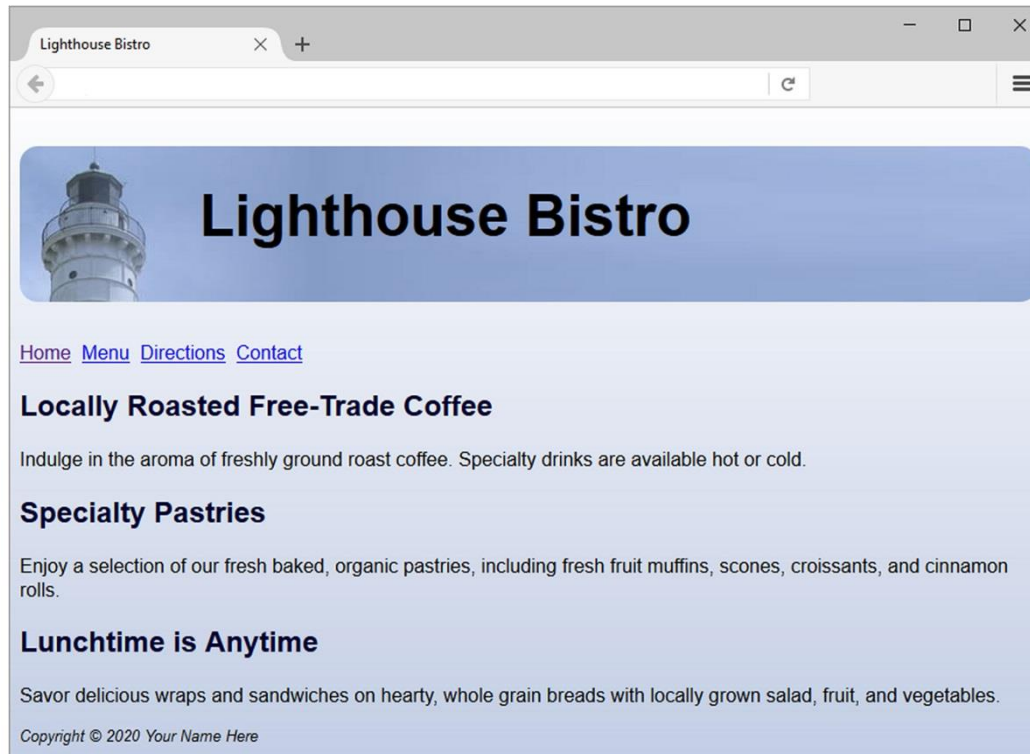 Lighthouse Bistro
Lighthouse Bistro
Home Menu Directions Contact
Locally Roasted Free-Trade Coffee
Indulge in the aroma of freshly ground roast coffee. Specialty drinks are available hot or cold.
Specialty Pastries
Enjoy a selection of our fresh baked, organic pastries, including fresh fruit muffins, scones, croissants, and cinnamon
rolls.
Lunchtime is Anytime
Savor delicious wraps and sandwiches on hearty, whole grain breads with locally grown salad, fruit, and vegetables.
Copyright © 2020 Your Name Here